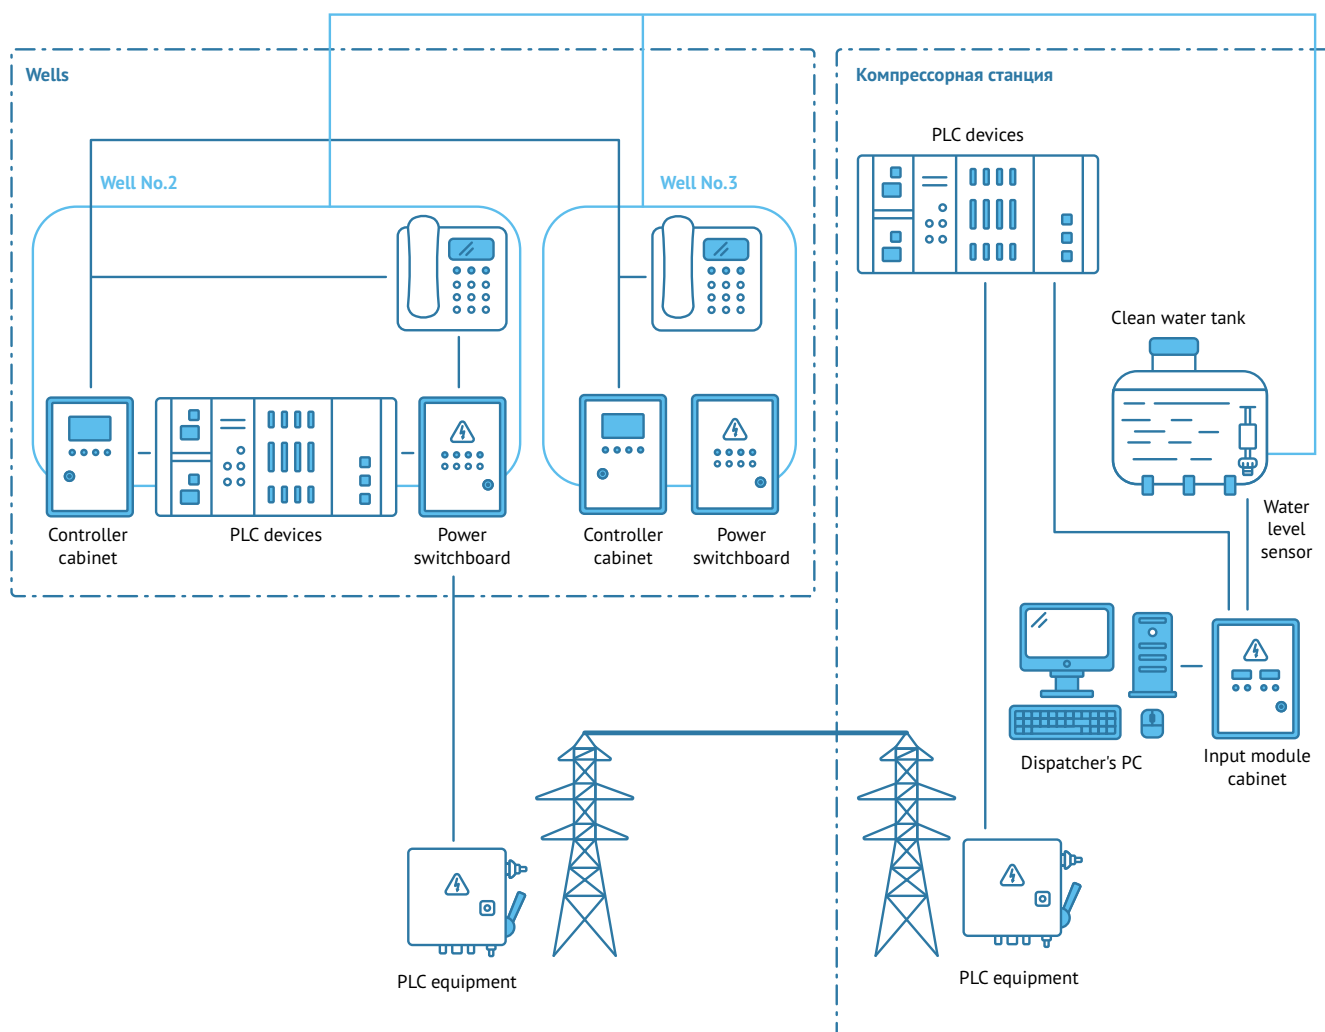 Wells
Компрессорная станция
PLC devices
Well No.2
Well No.3
Clean water tank
Controller
cabinet
PLC devices
Power
switchboard
Controller
cabinet
Power
switchboard
Water
level
sensor
Dispatcher's PC
Input module
cabinet
PLC equipment
PLC equipment